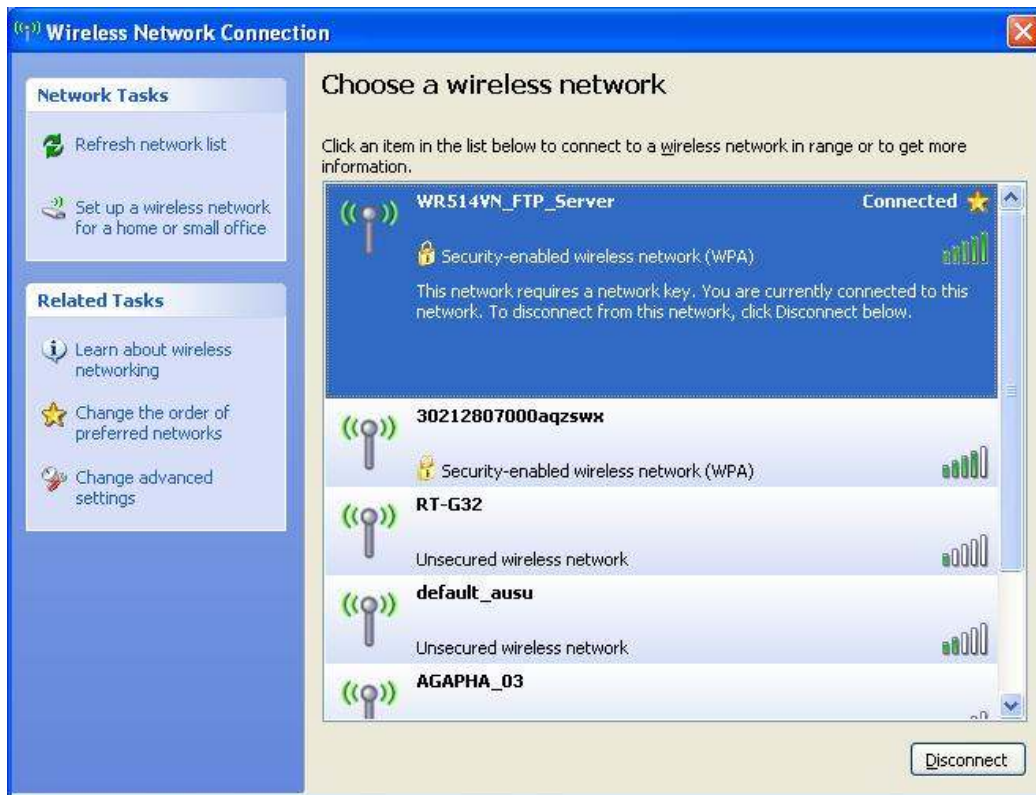 Wireless Network Connection
Network Tasks
Refresh network list
Set up a wireless network
for a home or small office
Related Tasks
Learn about wireless
networking
Change the order of
preferred networks
Change advanced
settings
Choose a wireless network
Click an item in the list below to connect to a wireless network in range or to get more
information.
WR514VN_FTP_Server Connected
Security-enabled wireless network (WPA)
This network requires a network key. You are currently connected to this
network. To disconnect from this network, click Disconnect below.
30212807000aqzswx
Security-enabled wireless network (WPA)
RT-G32
Unsecured wireless network
default_ausu
Unsecured wireless network
AGAPHA_03
Disconnect